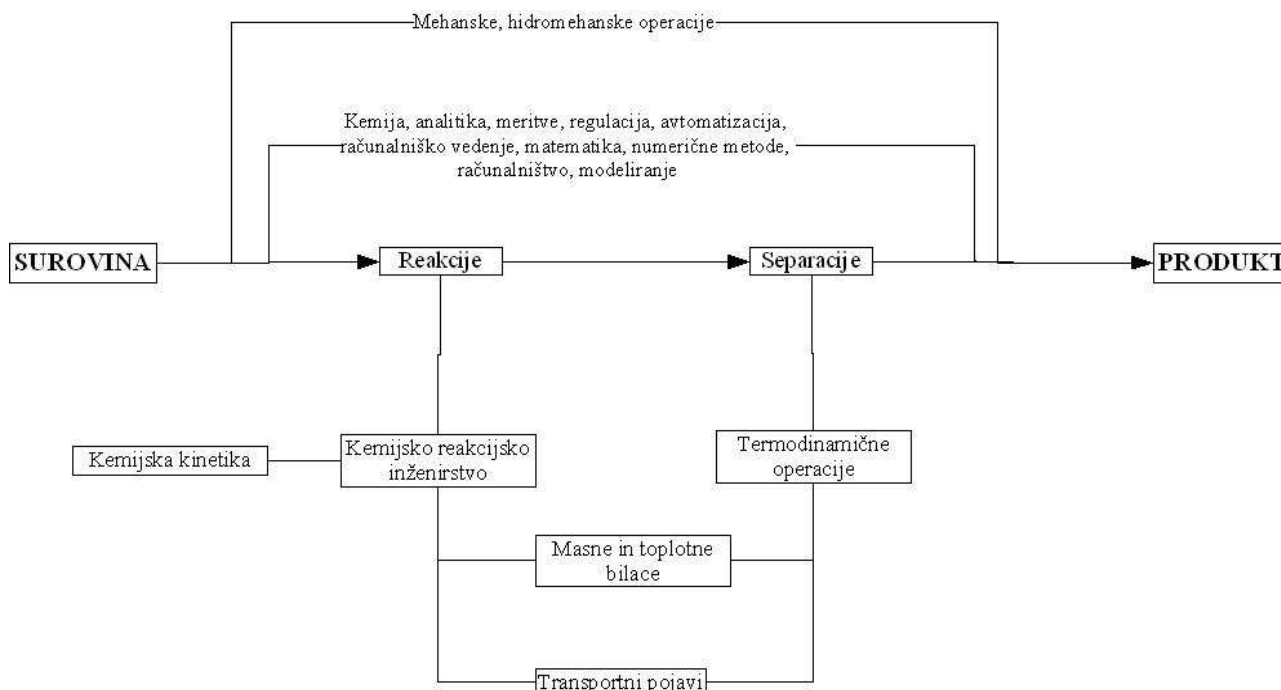 Mehanske, hidromehanske operacije
Kemija, analitika, meritve, regulacija, avtomatizacija,
računalniško vedenje, matematika, numerične metode,
računalništvo, modeliranje
SUROVINA
Reakcije
Separacije
PRODUKT
Kemijska kinetika
Kemijsko reakcijsko
inženirstvo
Termodinamične
operacije
Masne in toplotne
bilace
Transportni pojavi